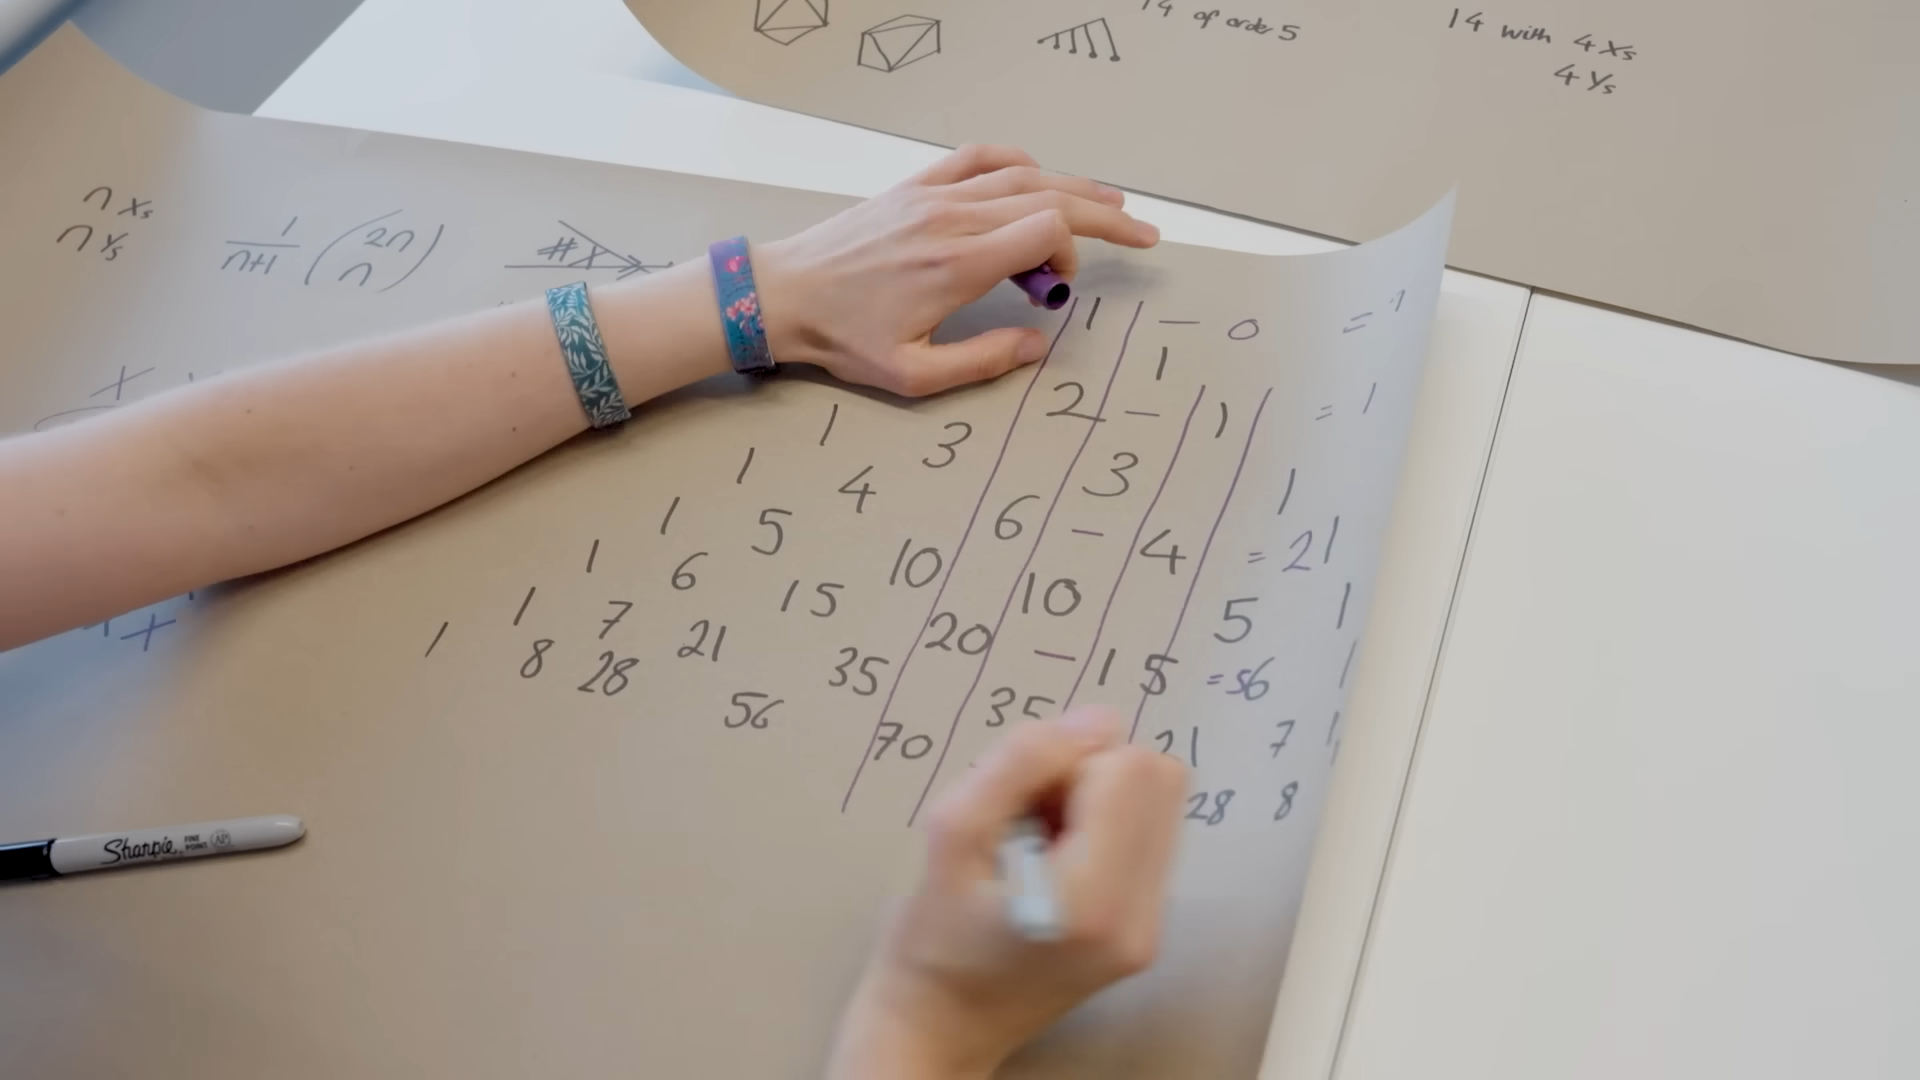 14 of order 5
14 with 4 Xs
4 Ys
n Xs
n Ys
1/n+1 (2n n)
# X
1 — 0 =
1
2 — 1 = 1
1 3 3 1
1 4 6 — 4 = 2 1
1 5 10 10 5 1
1 6 15 20 — 15 = 5 6 1
1 7 21 35 35 21 7 1
1 8 28 56 70 28 8
Sharpie FINE POINT AP